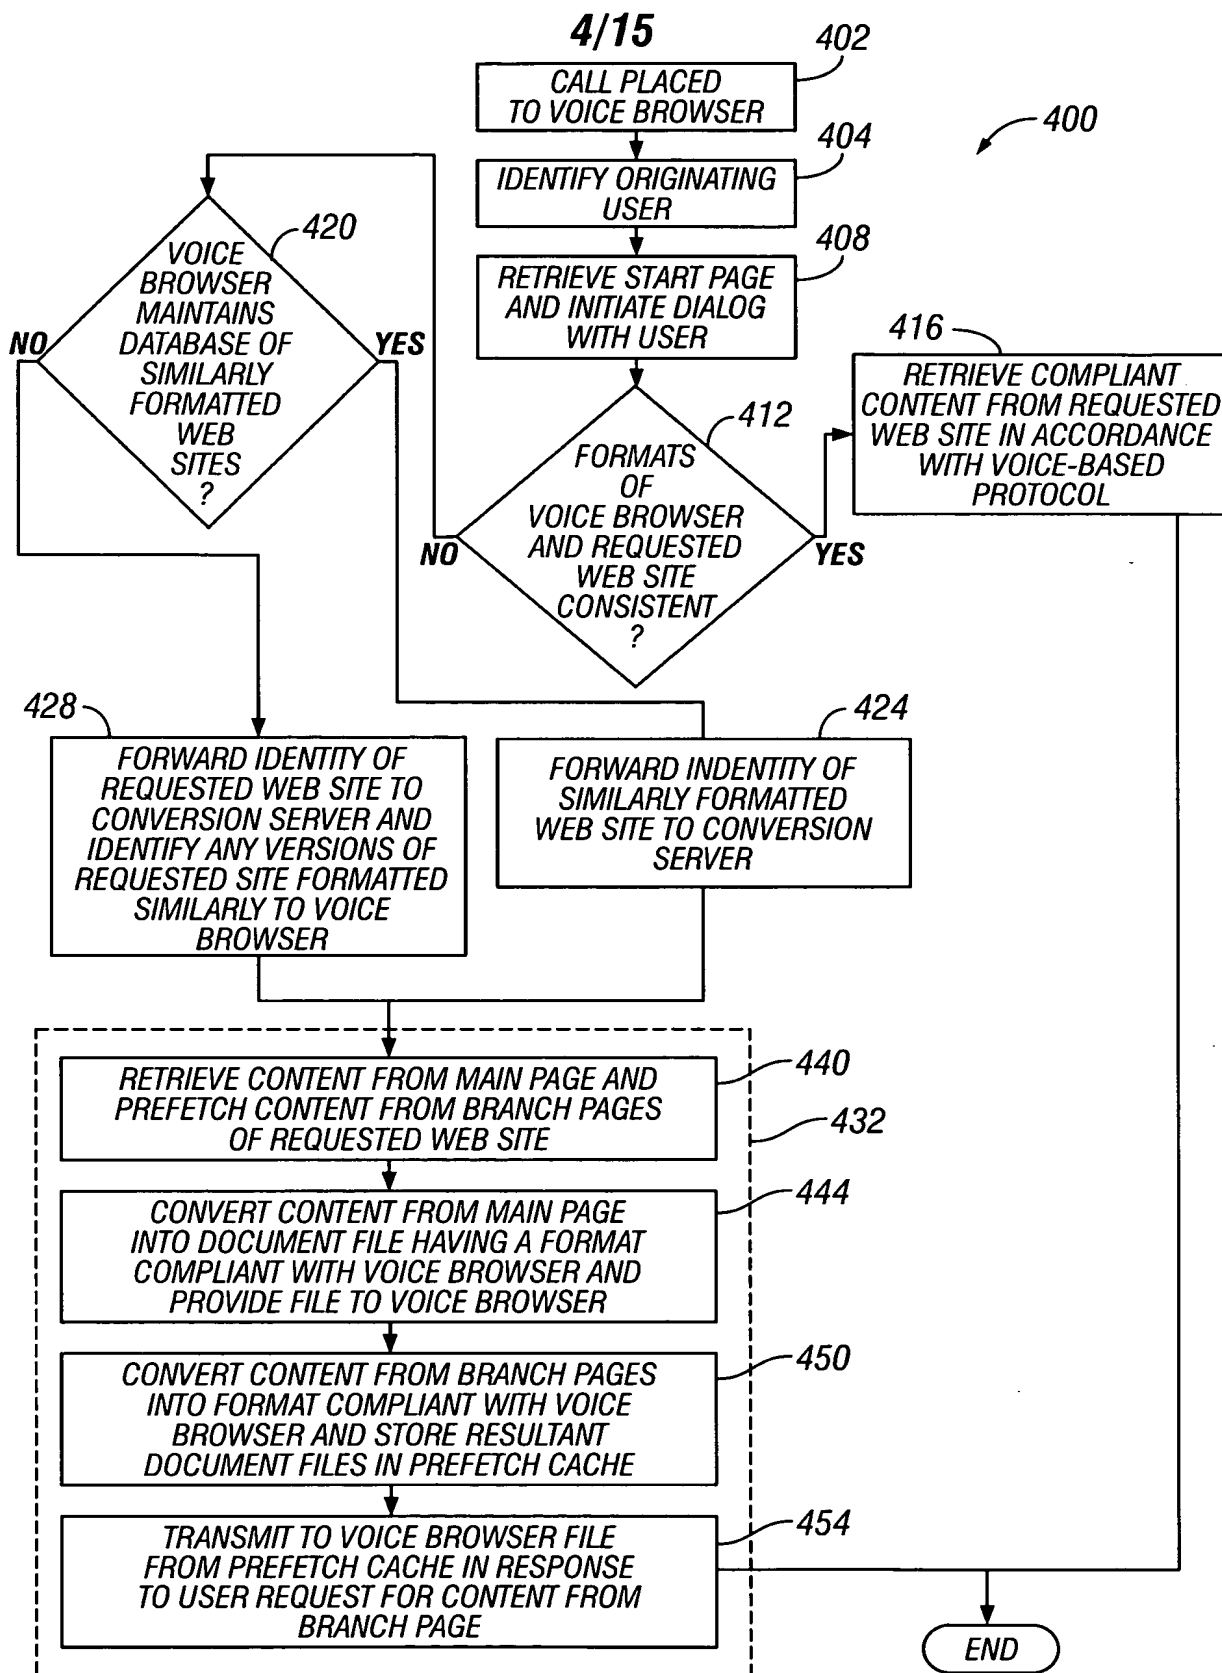 4/15
402
CALL PLACED
TO VOICE BROWSER
400
404
IDENTIFY ORIGINATING
USER
408
RETRIEVE START PAGE
AND INITIATE DIALOG
WITH USER
420
VOICE
BROWSER
MAINTAINS
DATABASE OF
SIMILARLY
FORMATTED
WEB
SITES
?
NO
YES
412
FORMATS
OF
VOICE BROWSER
AND REQUESTED
WEB SITE
CONSISTENT
?
NO
YES
416
RETRIEVE COMPLIANT
CONTENT FROM REQUESTED
WEB SITE IN ACCORDANCE
WITH VOICE-BASED
PROTOCOL
428
FORWARD IDENTITY OF
REQUESTED WEB SITE TO
CONVERSION SERVER AND
IDENTIFY ANY VERSIONS OF
REQUESTED SITE FORMATTED
SIMILARLY TO VOICE
BROWSER
424
FORWARD INDENTITY OF
SIMILARLY FORMATTED
WEB SITE TO CONVERSION
SERVER
440
RETRIEVE CONTENT FROM MAIN PAGE AND
PREFETCH CONTENT FROM BRANCH PAGES
OF REQUESTED WEB SITE
432
444
CONVERT CONTENT FROM MAIN PAGE
INTO DOCUMENT FILE HAVING A FORMAT
COMPLIANT WITH VOICE BROWSER AND
PROVIDE FILE TO VOICE BROWSER
450
CONVERT CONTENT FROM BRANCH PAGES
INTO FORMAT COMPLIANT WITH VOICE
BROWSER AND STORE RESULTANT
DOCUMENT FILES IN PREFETCH CACHE
454
TRANSMIT TO VOICE BROWSER FILE
FROM PREFETCH CACHE IN RESPONSE
TO USER REQUEST FOR CONTENT FROM
BRANCH PAGE
END